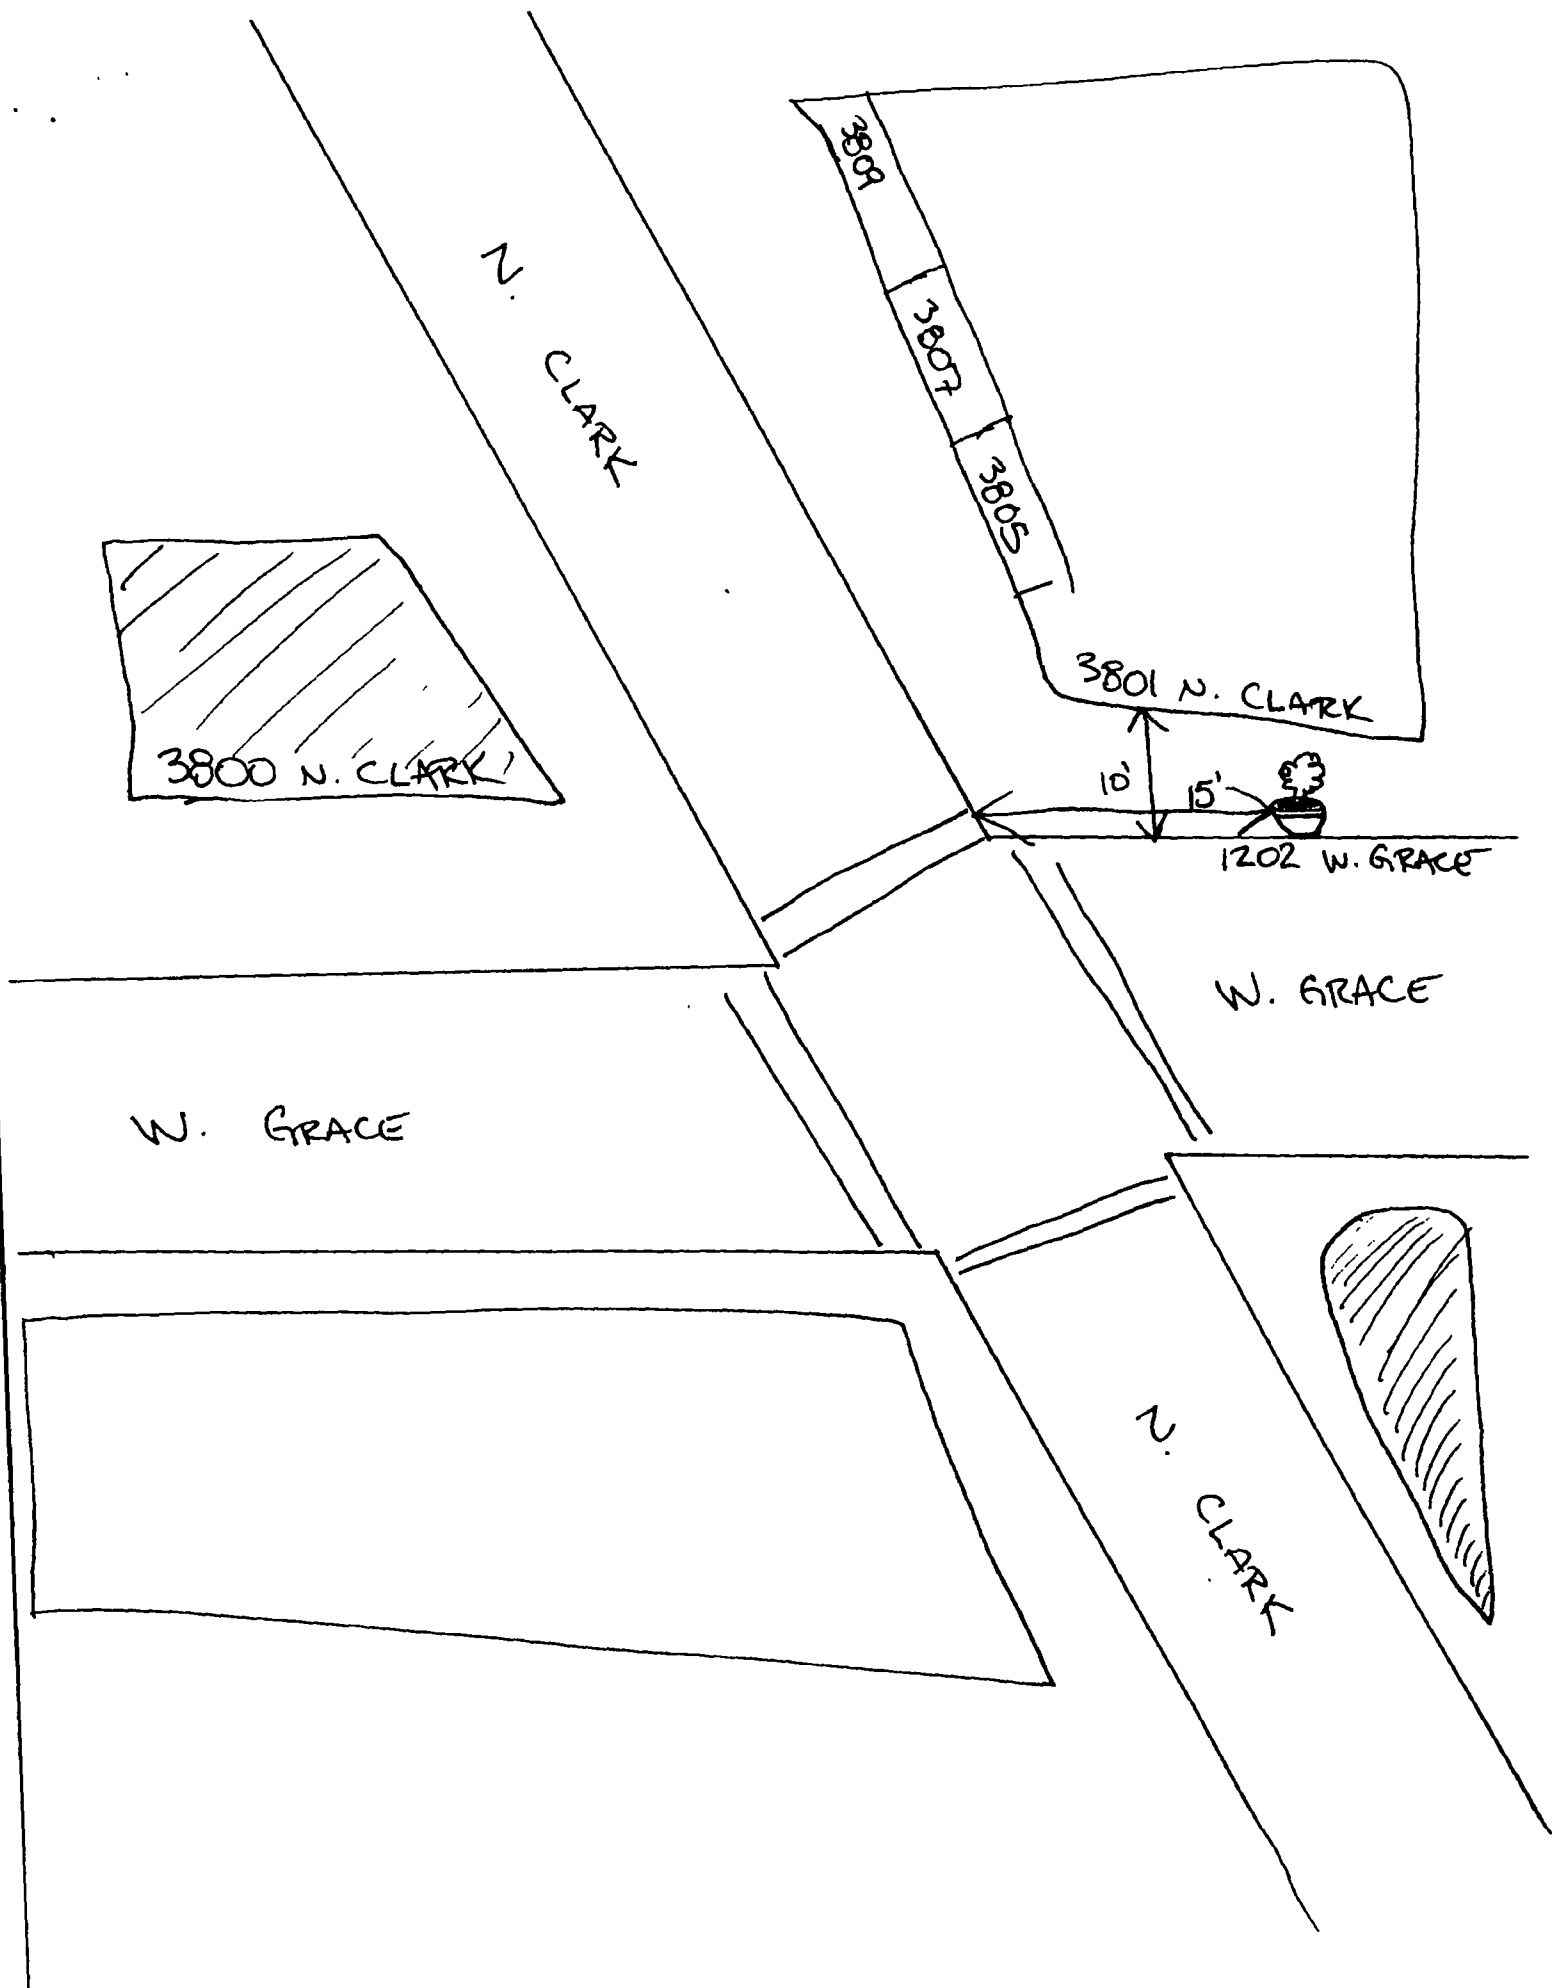 3809
N. CLARK
3807
3805
3801 N. CLARK
3800 N. CLARK
10'
15'
1202 W. GRACE
W. GRACE
W. GRACE
N. CLARK